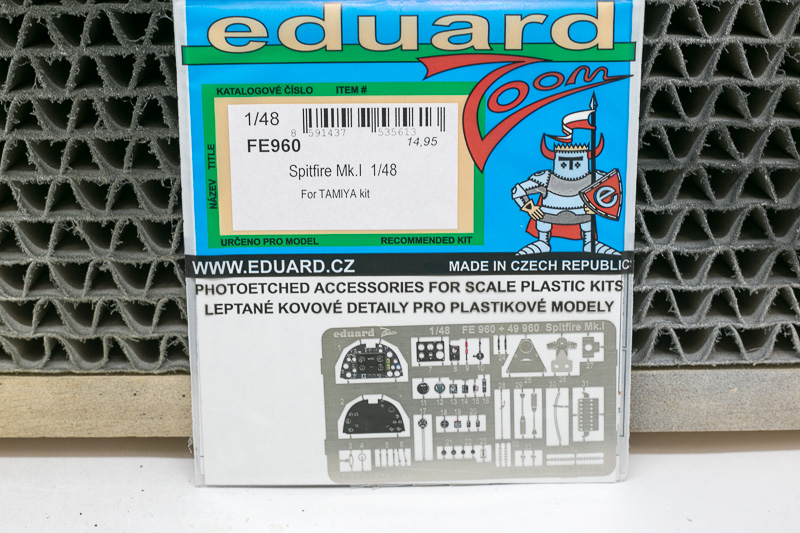 eduard
Zoom
KATALOGOVÉ ČÍSLO ITEM #
1/48
8 591437 535613
FE960
14,95
Spitfire Mk.I 1/48
For TAMIYA kit
NÁZEV TITLE
URČENO PRO MODEL RECOMMENDED KIT
e
WWW.EDUARD.CZ MADE IN CZECH REPUBLIC
PHOTOETCHED ACCESSORIES FOR SCALE PLASTIC KITS
LEPTANÉ KOVOVÉ DETAILY PRO PLASTIKOVÉ MODELY
eduard Zoom 1/48 FE 960 + 49 960 Spitfire Mk.I